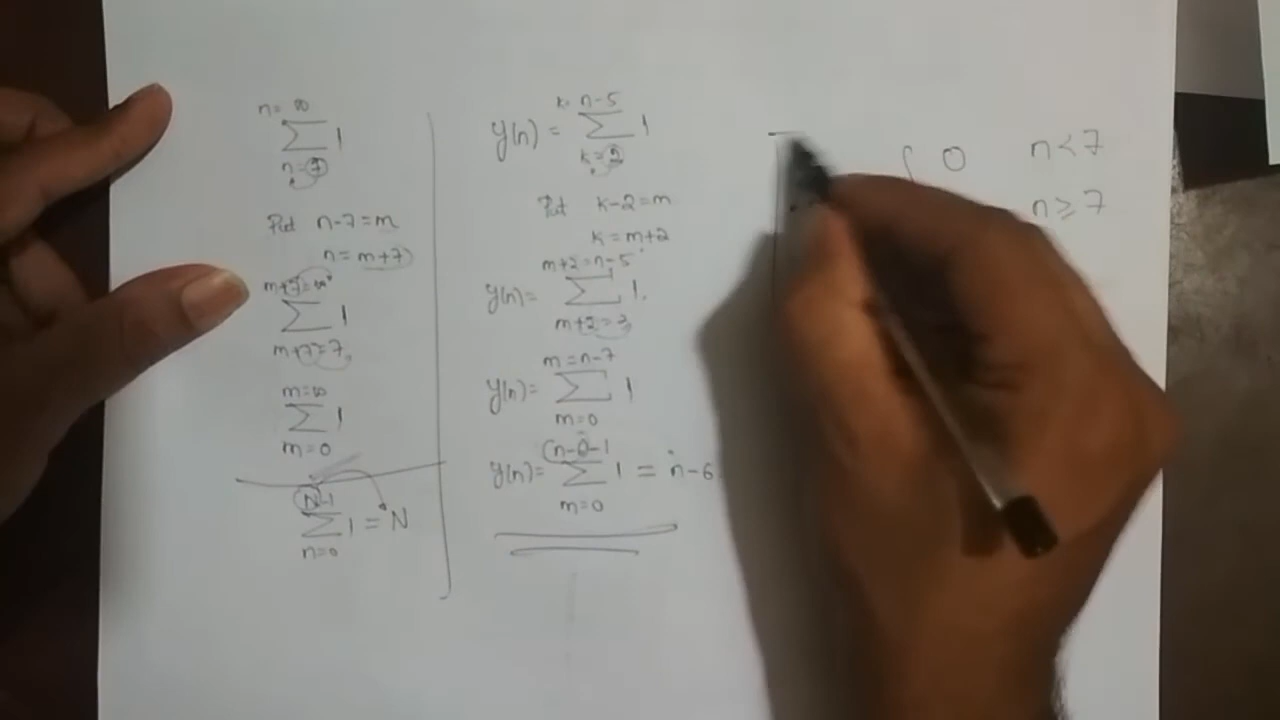 n=∞
∑ 1
n=7
Put n-7=m
n=m+7
m+7=∞
∑ 1
m+7=7
m=∞
∑ 1
m=0
N-1
∑ 1 = N
n=0
k= n-5
y(n) = ∑ 1
k=2
Put k-2=m
k=m+2
m+2=n-5
y(n)= ∑ 1.
m+2=2
m=n-7
y(n)= ∑ 1
m=0
(n-6)-1
y(n)= ∑ 1 = n-6
m=0
{ 0 n<7
n≥7